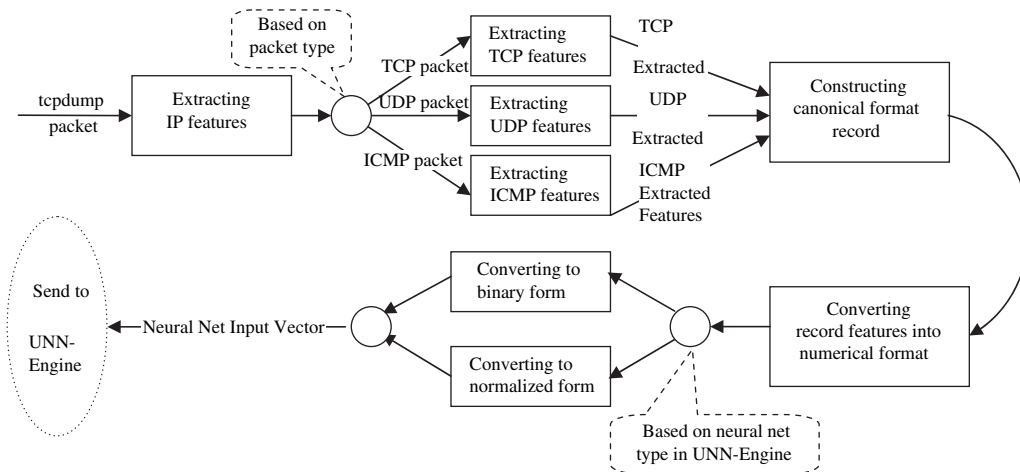 Based on
packet type
tcpdump
packet
Extracting
IP features
TCP packet
UDP packet
ICMP packet
Extracting
TCP features
Extracting
UDP features
Extracting
ICMP features
TCP
Extracted
UDP
Extracted
ICMP
Extracted
Features
Constructing
canonical format
record
Converting
record features into
numerical format
Based on neural net
type in UNN-Engine
Converting to
binary form
Converting to
normalized form
Neural Net Input Vector
Send to
UNN-
Engine